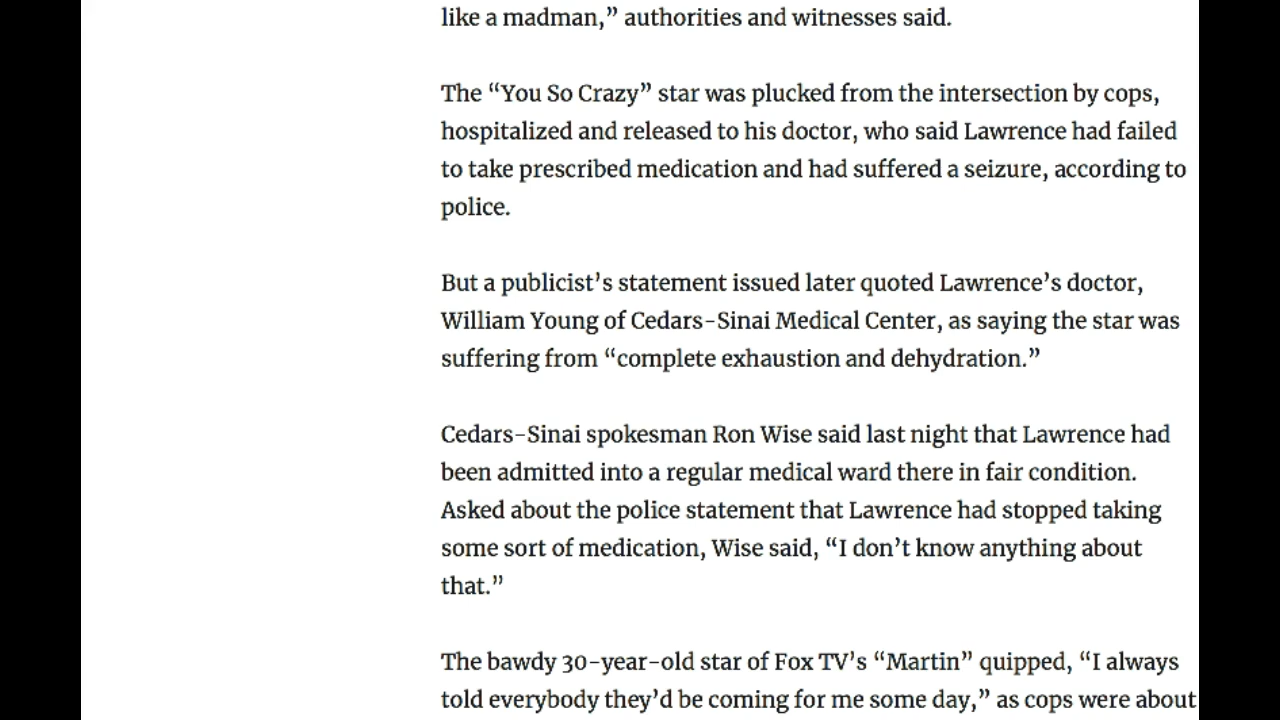 like a madman,” authorities and witnesses said.
The “You So Crazy” star was plucked from the intersection by cops,
hospitalized and released to his doctor, who said Lawrence had failed
to take prescribed medication and had suffered a seizure, according to
police.
But a publicist’s statement issued later quoted Lawrence’s doctor,
William Young of Cedars-Sinai Medical Center, as saying the star was
suffering from “complete exhaustion and dehydration.”
Cedars-Sinai spokesman Ron Wise said last night that Lawrence had
been admitted into a regular medical ward there in fair condition.
Asked about the police statement that Lawrence had stopped taking
some sort of medication, Wise said, “I don’t know anything about
that.”
The bawdy 30-year-old star of Fox TV’s “Martin” quipped, “I always
told everybody they’d be coming for me some day,” as cops were about